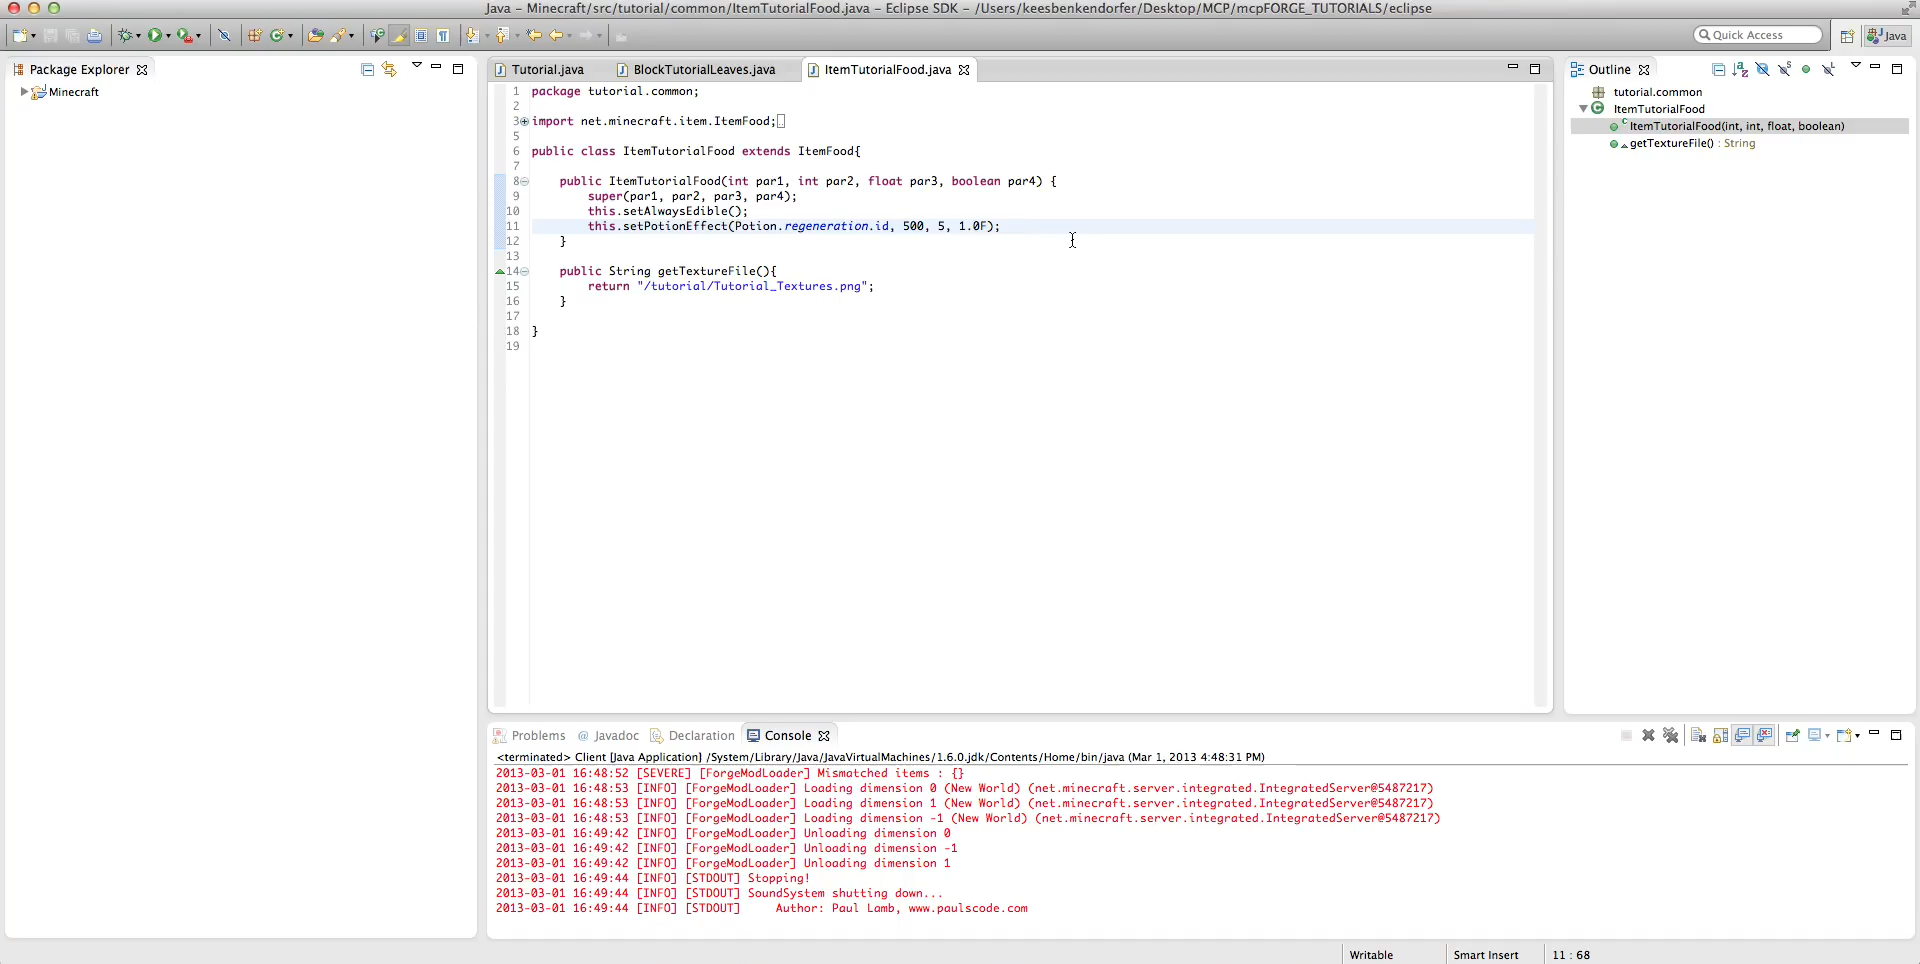 Java - Minecraft/src/tutorial/common/ItemTutorialFood.java - Eclipse SDK - /Users/keesbenkendorfer/Desktop/MCP/mcpFORGE_TUTORIALS/eclipse
Quick Access
Java
Package Explorer
Minecraft
Tutorial.java
BlockTutorialLeaves.java
ItemTutorialFood.java
1 package tutorial.common;
2
3 import net.minecraft.item.ItemFood;
5
6 public class ItemTutorialFood extends ItemFood{
7
8 public ItemTutorialFood(int par1, int par2, float par3, boolean par4) {
9 super(par1, par2, par3, par4);
10 this.setAlwaysEdible();
11 this.setPotionEffect(Potion.regeneration.id, 500, 5, 1.0F);
12 }
13
14 public String getTextureFile(){
15 return "/tutorial/Tutorial_Textures.png";
16 }
17
18 }
19
Outline
tutorial.common
ItemTutorialFood
ItemTutorialFood(int, int, float, boolean)
getTextureFile() : String
Problems
@ Javadoc
Declaration
Console
<terminated> Client [Java Application] /System/Library/Java/JavaVirtualMachines/1.6.0.jdk/Contents/Home/bin/java (Mar 1, 2013 4:48:31 PM)
2013-03-01 16:48:52 [SEVERE] [ForgeModLoader] Mismatched items : {}
2013-03-01 16:48:53 [INFO] [ForgeModLoader] Loading dimension 0 (New World) (net.minecraft.server.integrated.IntegratedServer@5487217)
2013-03-01 16:48:53 [INFO] [ForgeModLoader] Loading dimension 1 (New World) (net.minecraft.server.integrated.IntegratedServer@5487217)
2013-03-01 16:48:53 [INFO] [ForgeModLoader] Loading dimension -1 (New World) (net.minecraft.server.integrated.IntegratedServer@5487217)
2013-03-01 16:49:42 [INFO] [ForgeModLoader] Unloading dimension 0
2013-03-01 16:49:42 [INFO] [ForgeModLoader] Unloading dimension -1
2013-03-01 16:49:42 [INFO] [ForgeModLoader] Unloading dimension 1
2013-03-01 16:49:44 [INFO] [STDOUT] Stopping!
2013-03-01 16:49:44 [INFO] [STDOUT] SoundSystem shutting down...
2013-03-01 16:49:44 [INFO] [STDOUT] Author: Paul Lamb, www.paulscode.com
Writable
Smart Insert
11 : 68